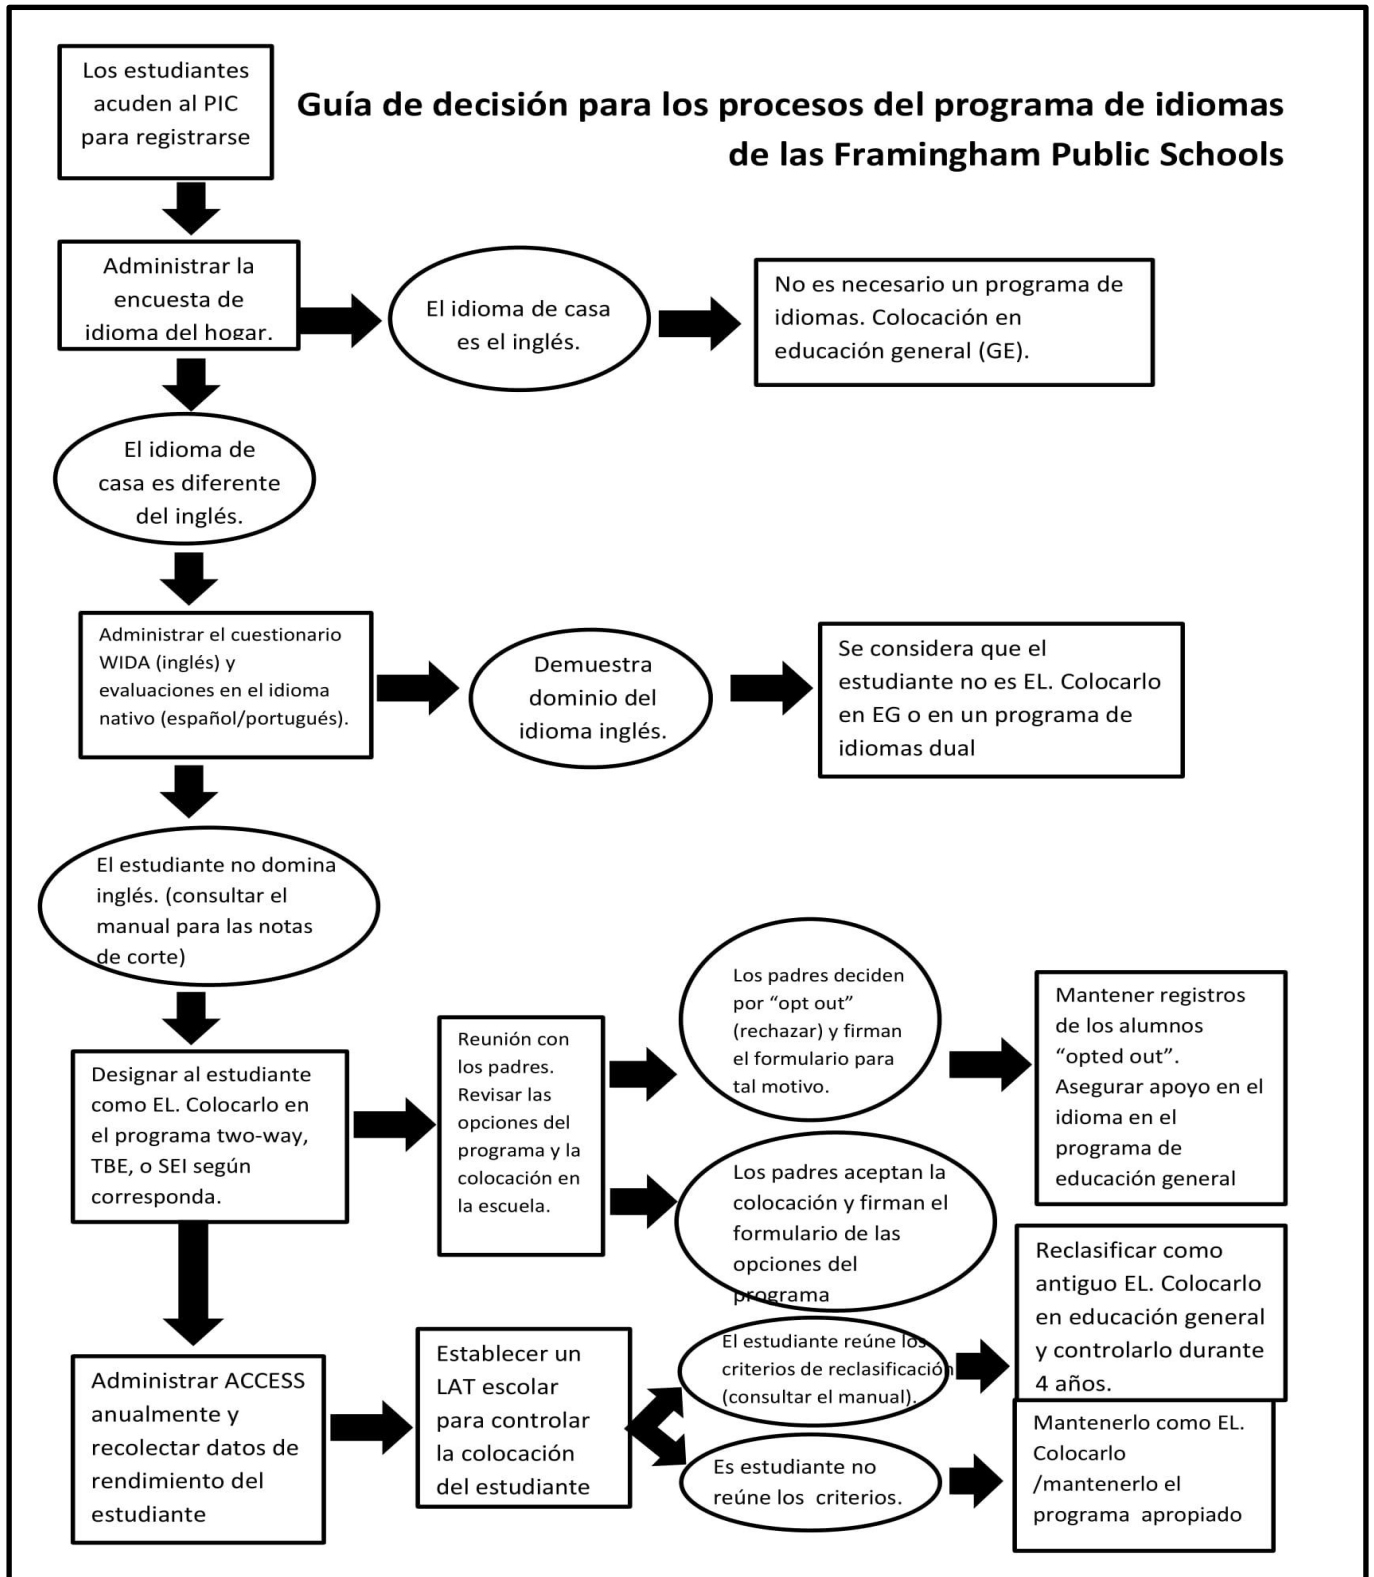 Los estudiantes
acuden al PIC
para registrarse
Guía de decisión para los procesos del programa de idiomas
de las Framingham Public Schools
Administrar la
encuesta de
idioma del hogar.
El idioma de casa
es el inglés.
No es necesario un programa de
idiomas. Colocación en
educación general (GE).
El idioma de
casa es diferente
del inglés.
Administrar el cuestionario
WIDA (inglés) y
evaluaciones en el idioma
nativo (español/portugués).
Demuestra
dominio del
idioma inglés.
Se considera que el
estudiante no es EL. Colocarlo
en EG o en un programa de
idiomas dual
El estudiante no domina
inglés. (consultar el
manual para las notas
de corte)
Designar al estudiante
como EL. Colocarlo en
el programa two-way,
TBE, o SEI según
corresponda.
Reunión con
los padres.
Revisar las
opciones del
programa y la
colocación en
la escuela.
Los padres deciden
por “opt out”
(rechazar) y firman
el formulario para
tal motivo.
Mantener registros
de los alumnos
“opted out”.
Asegurar apoyo en el
idioma en el
programa de
educación general
Los padres aceptan la
colocación y firman el
formulario de las
opciones del
programa
Administrar ACCESS
anualmente y
recolectar datos de
rendimiento del
estudiante
Establecer un
LAT escolar
para controlar
la colocación
del estudiante
El estudiante reúne los
criterios de reclasificación
(consultar el manual).
Reclasificar como
antiguo EL. Colocarlo
en educación general
y controlarlo durante
4 años.
Es estudiante no
reúne los criterios.
Mantenerlo como EL.
Colocarlo
/mantenerlo el
programa apropiado